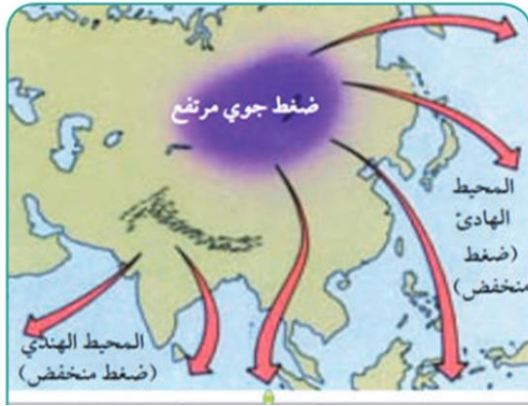 ضغط جوي مرتفع
المحيط
الهادئ
(ضغط
منخفض)
المحيط الهندي
(ضغط منخفض)